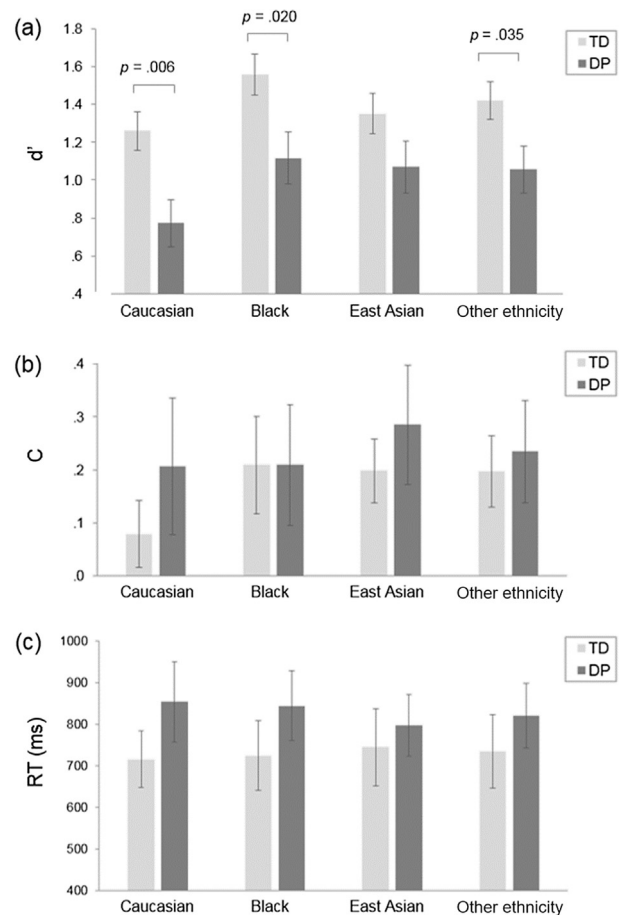 (a)
p = .006
p = .020
p = .035
TD
DP
1.8
1.6
1.4
1.2
1.0
.8
.6
.4
d'
Caucasian Black East Asian Other ethnicity
(b)
TD
DP
.4
.3
.2
.1
.0
C
Caucasian Black East Asian Other ethnicity
(c)
TD
DP
1000
900
800
700
600
500
400
RT (ms)
Caucasian Black East Asian Other ethnicity